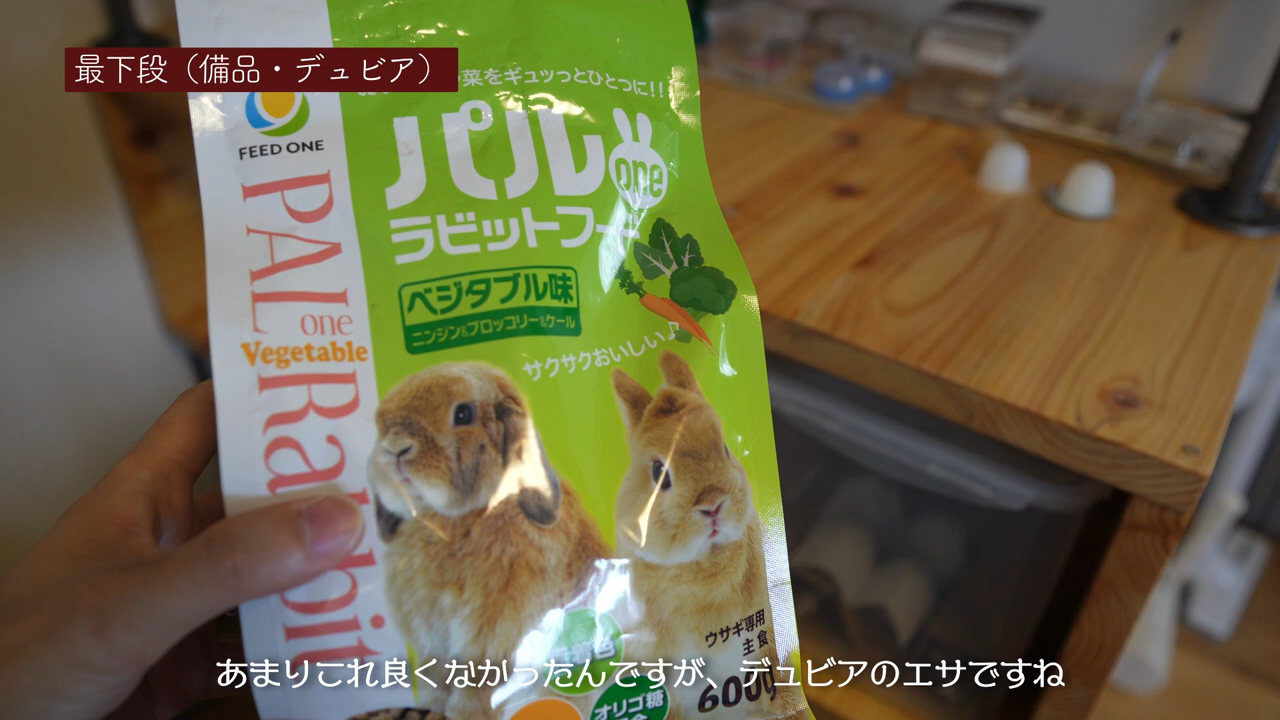 最下段（備品・デュビア）
菜をギュッとひとつに!!
FEED ONE
パル
one
ラビットフード
ベジタブル味
ニンジン&ブロッコリー&ケール
サクサクおいしい♪
PAL
one
Vegetable
Rabbit
ウサギ専用
主食
600g
オリゴ糖
あまりこれ良くなかったんですが、デュビアのエサですね